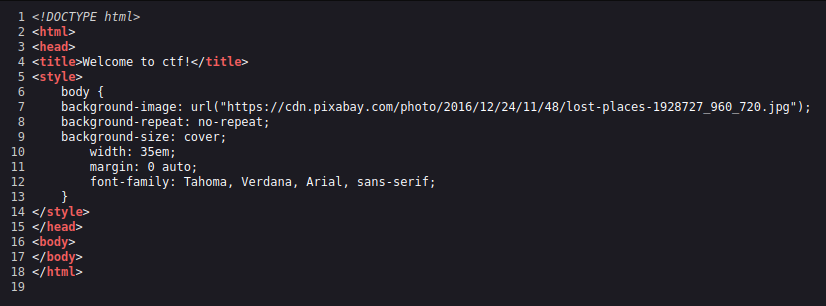 1 <!DOCTYPE html>
2 <html>
3 <head>
4 <title>Welcome to ctf!</title>
5 <style>
6     body {
7     background-image: url("https://cdn.pixabay.com/photo/2016/12/24/11/48/lost-places-1928727_960_720.jpg");
8     background-repeat: no-repeat;
9     background-size: cover;
10         width: 35em;
11         margin: 0 auto;
12         font-family: Tahoma, Verdana, Arial, sans-serif;
13     }
14 </style>
15 </head>
16 <body>
17 </body>
18 </html>
19